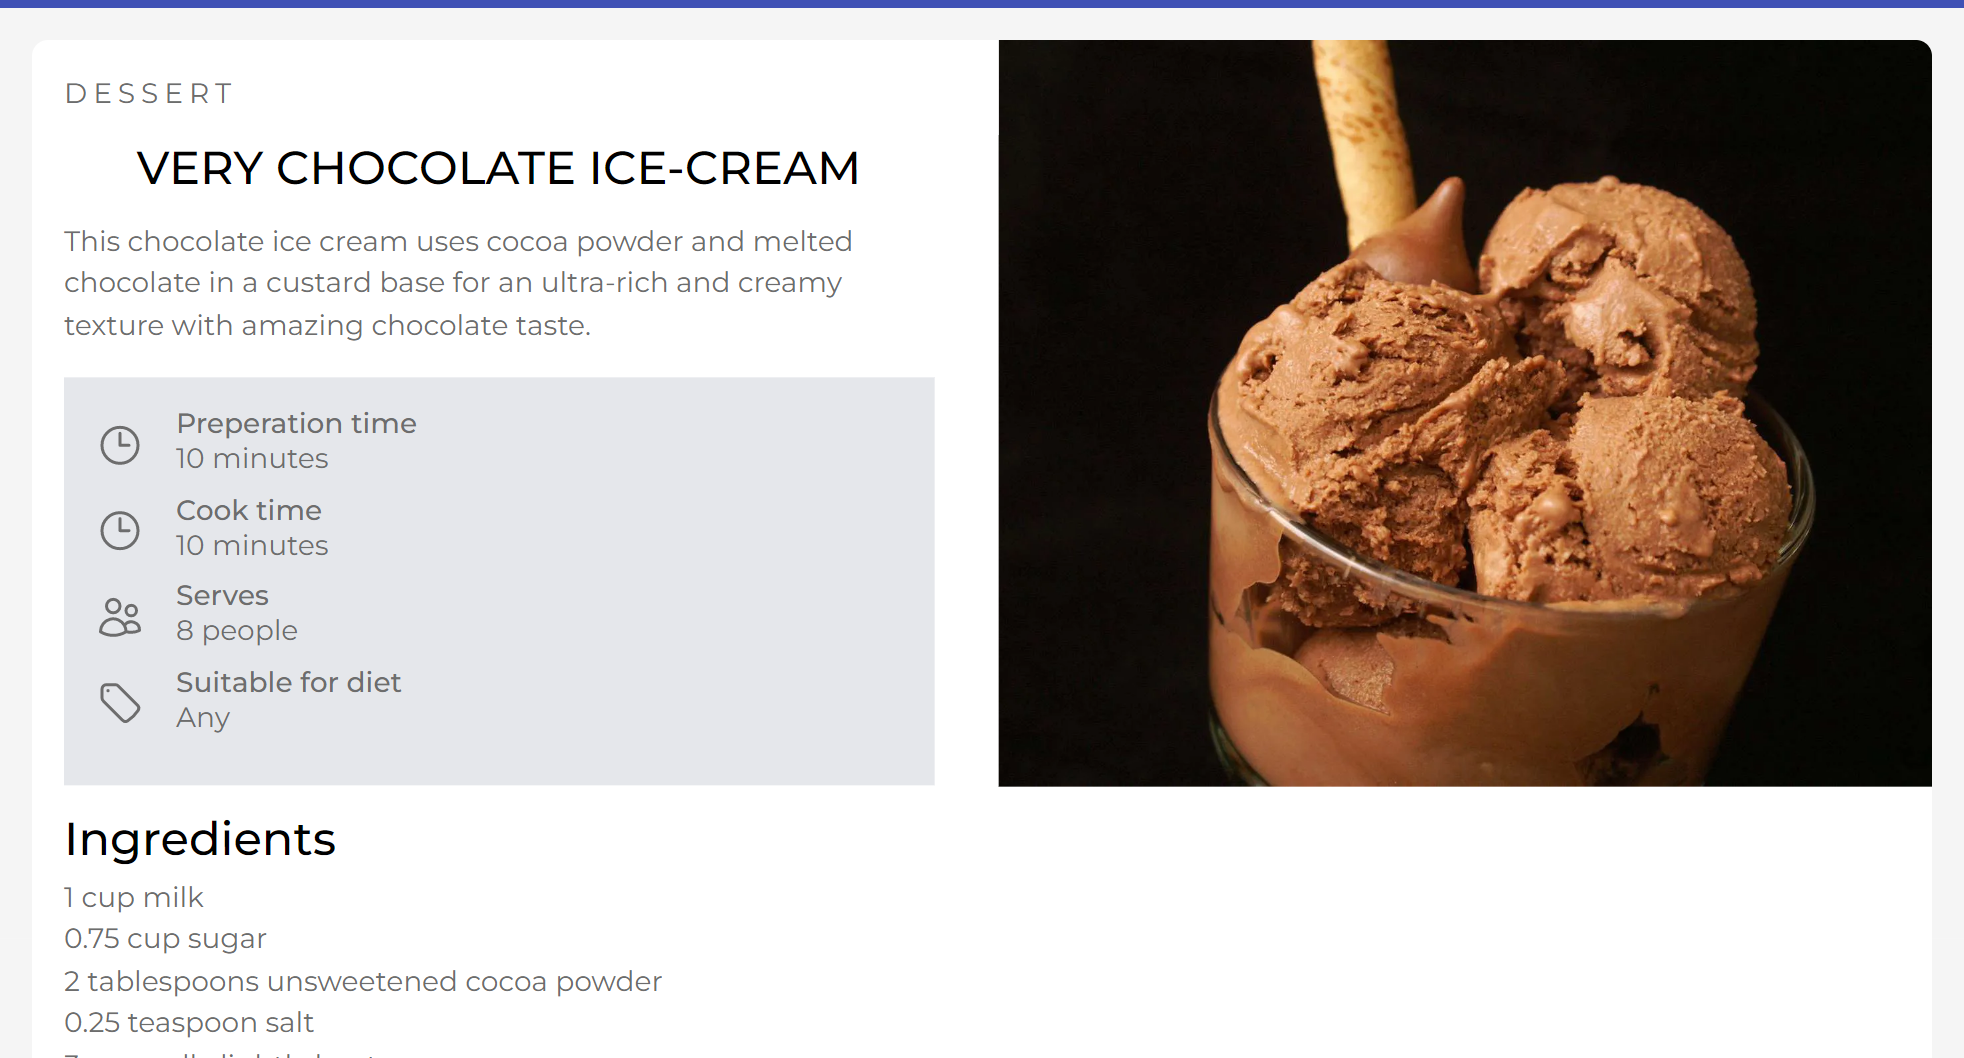 DESSERT
VERY CHOCOLATE ICE-CREAM
This chocolate ice cream uses cocoa powder and melted
chocolate in a custard base for an ultra-rich and creamy
texture with amazing chocolate taste.
Preperation time
10 minutes
Cook time
10 minutes
Serves
8 people
Suitable for diet
Any
Ingredients
1 cup milk
0.75 cup sugar
2 tablespoons unsweetened cocoa powder
0.25 teaspoon salt